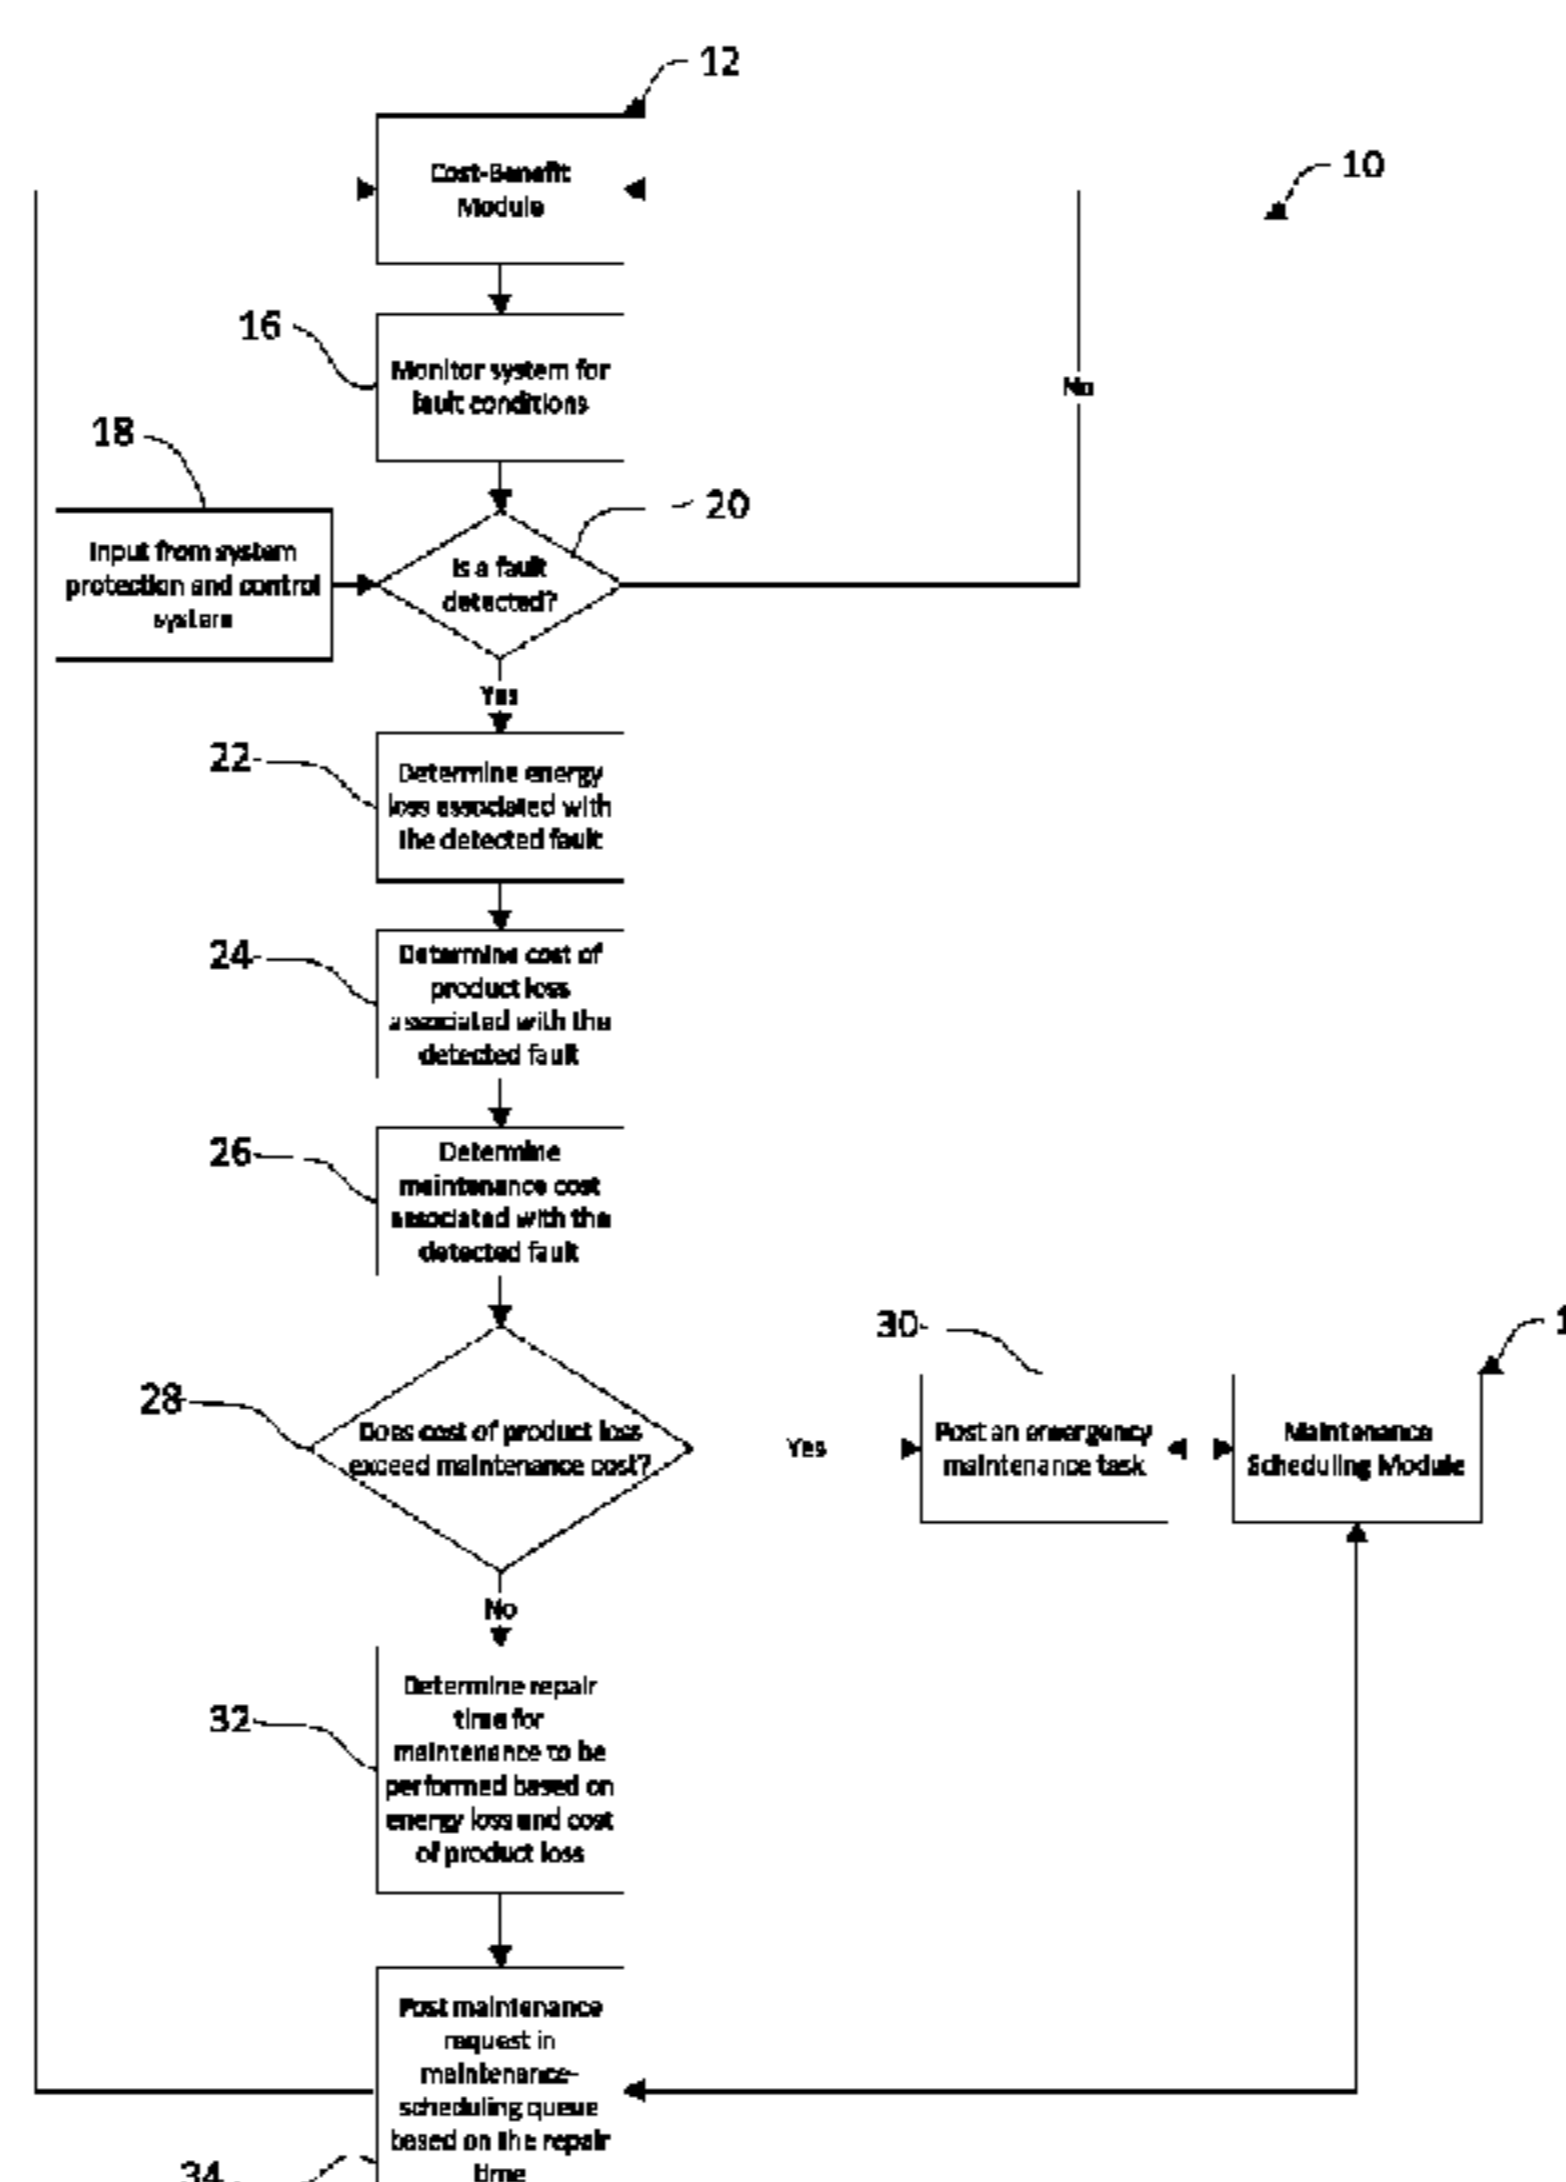 12
10
Cost-Benefit
Module
16
Monitor system for
fault conditions
No
18
20
Input from system
protection and control
system
Is a fault
detected?
Yes
22
Determine energy
loss associated with
the detected fault
24
Determine cost of
product loss
associated with the
detected fault
26
Determine
maintenance cost
associated with the
detected fault
30
28
Does cost of product loss
exceed maintenance cost?
Yes
Post an emergency
maintenance task
Maintenance
Scheduling Module
No
32
Determine repair
time for
maintenance to be
performed based on
energy loss and cost
of product loss
Post maintenance
request in
maintenance-
scheduling queue
based on the repair
time
34